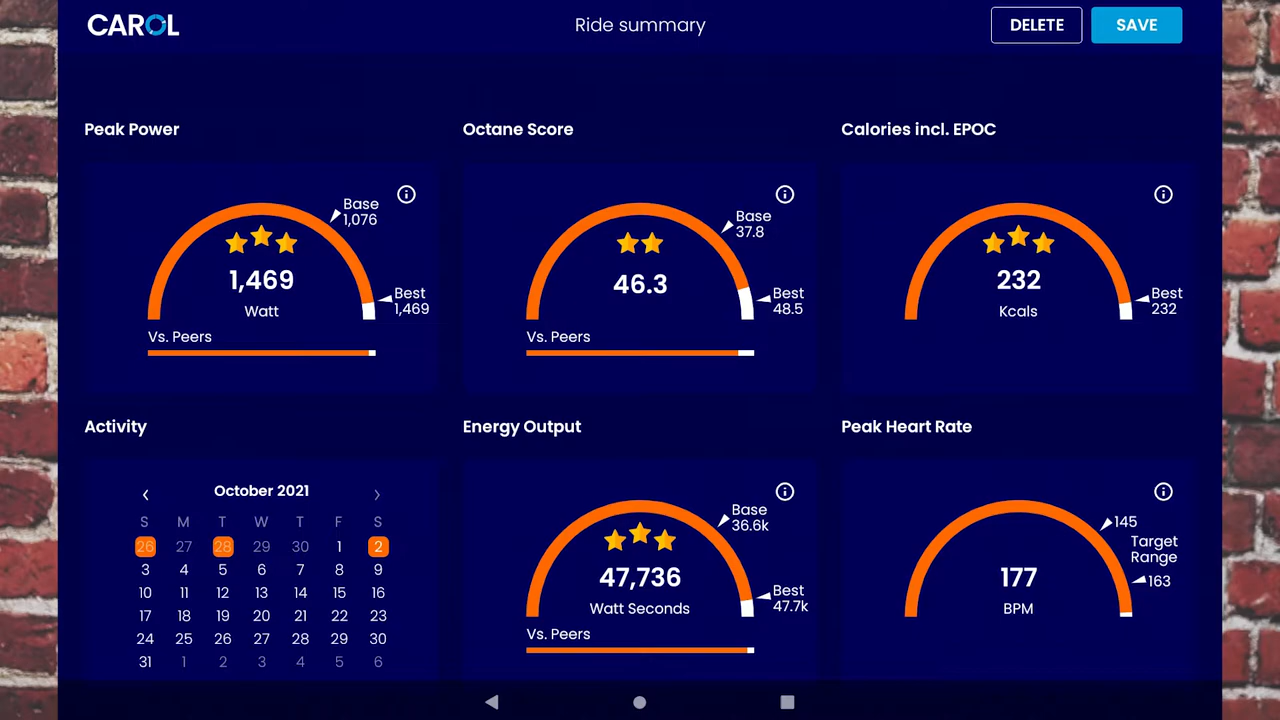 CAROL
Ride summary
DELETE
SAVE
Peak Power
Base
1,076
1,469
Watt
Best
1,469
Vs. Peers
Octane Score
Base
37.8
46.3
Best
48.5
Vs. Peers
Calories incl. EPOC
232
Kcals
Best
232
Activity
October 2021
S M T W T F S
26 27 28 29 30 1 2
3 4 5 6 7 8 9
10 11 12 13 14 15 16
17 18 19 20 21 22 23
24 25 26 27 28 29 30
31 1 2 3 4 5 6
Energy Output
Base
36.6k
47,736
Watt Seconds
Best
47.7k
Vs. Peers
Peak Heart Rate
145
Target
Range
163
177
BPM